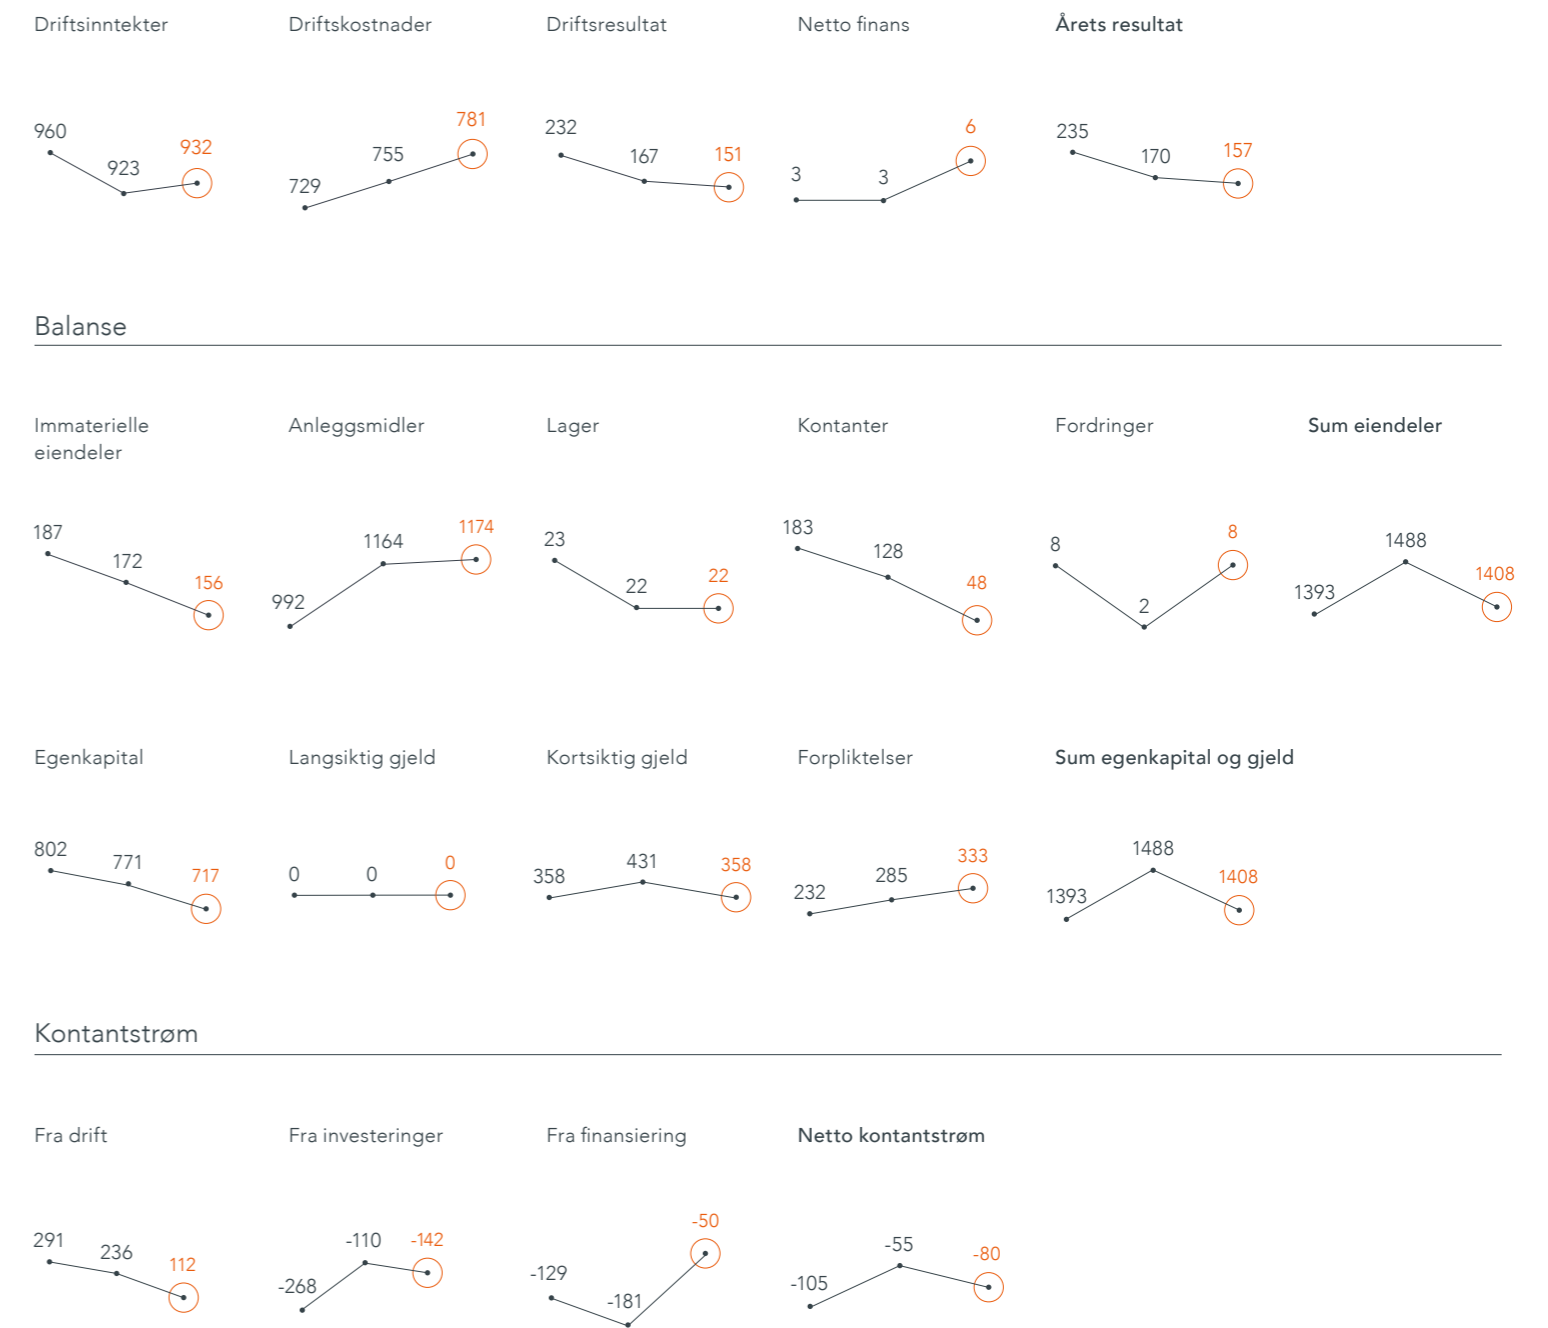 Driftsinntekter
Driftskostnader
Driftsresultat
Netto finans
Årets resultat
960
923
932
729
755
781
232
167
151
3
3
6
235
170
157
Balanse
Immaterielle
eiendeler
Anleggsmidler
Lager
Kontanter
Fordringer
Sum eiendeler
187
172
156
992
1164
1174
23
22
22
183
128
48
8
2
8
1393
1488
1408
Egenkapital
Langsiktig gjeld
Kortsiktig gjeld
Forpliktelser
Sum egenkapital og gjeld
802
771
717
0
0
0
358
431
358
232
285
333
1393
1488
1408
Kontantstrøm
Fra drift
Fra investeringer
Fra finansiering
Netto kontantstrøm
291
236
112
-268
-110
-142
-129
-181
-50
-105
-55
-80